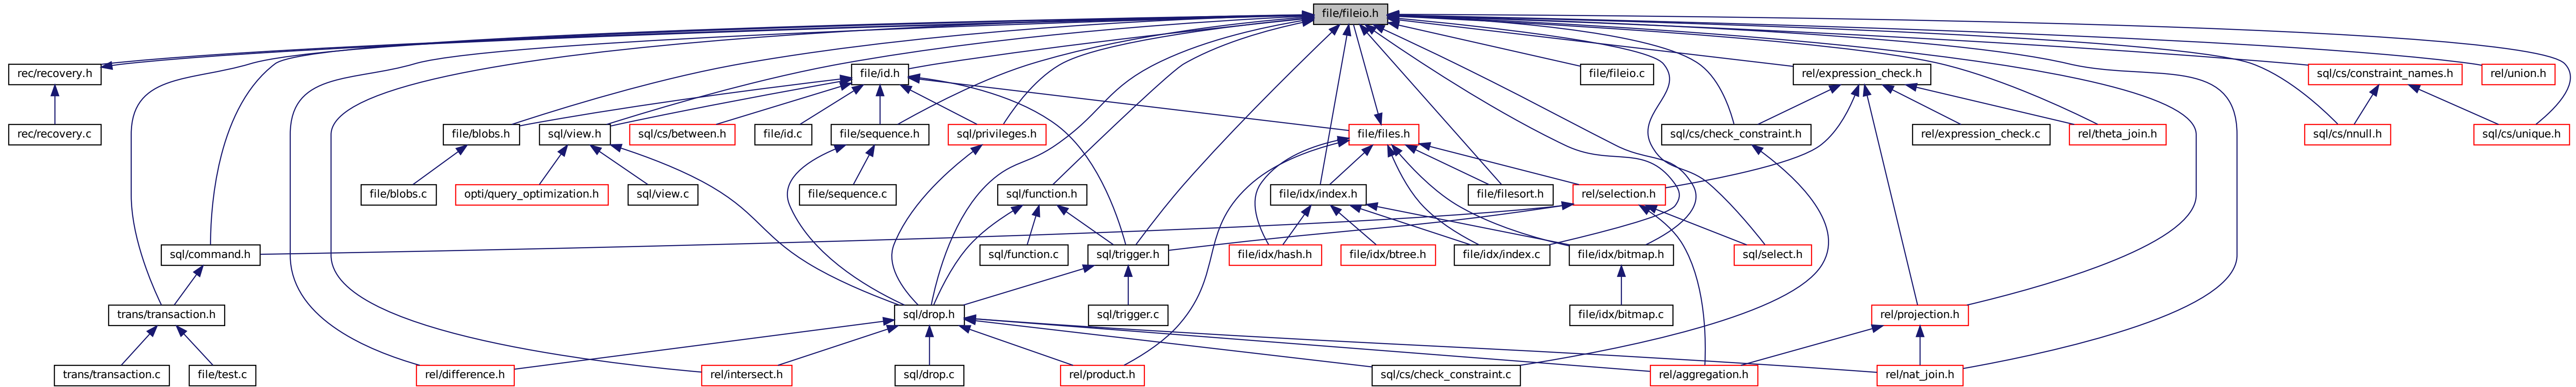 file/fileio.h
rec/recovery.h
file/id.h
file/fileio.c
rel/expression_check.h
sql/cs/constraint_names.h
rel/union.h
rec/recovery.c
file/blobs.h
sql/view.h
sql/cs/between.h
file/id.c
file/sequence.h
sql/privileges.h
file/files.h
sql/cs/check_constraint.h
rel/expression_check.c
rel/theta_join.h
sql/cs/nnull.h
sql/cs/unique.h
file/blobs.c
opti/query_optimization.h
sql/view.c
file/sequence.c
sql/function.h
file/idx/index.h
file/filesort.h
rel/selection.h
sql/command.h
sql/function.c
sql/trigger.h
file/idx/hash.h
file/idx/btree.h
file/idx/index.c
file/idx/bitmap.h
sql/select.h
trans/transaction.h
sql/drop.h
sql/trigger.c
file/idx/bitmap.c
rel/projection.h
trans/transaction.c
file/test.c
rel/difference.h
rel/intersect.h
sql/drop.c
rel/product.h
sql/cs/check_constraint.c
rel/aggregation.h
rel/nat_join.h